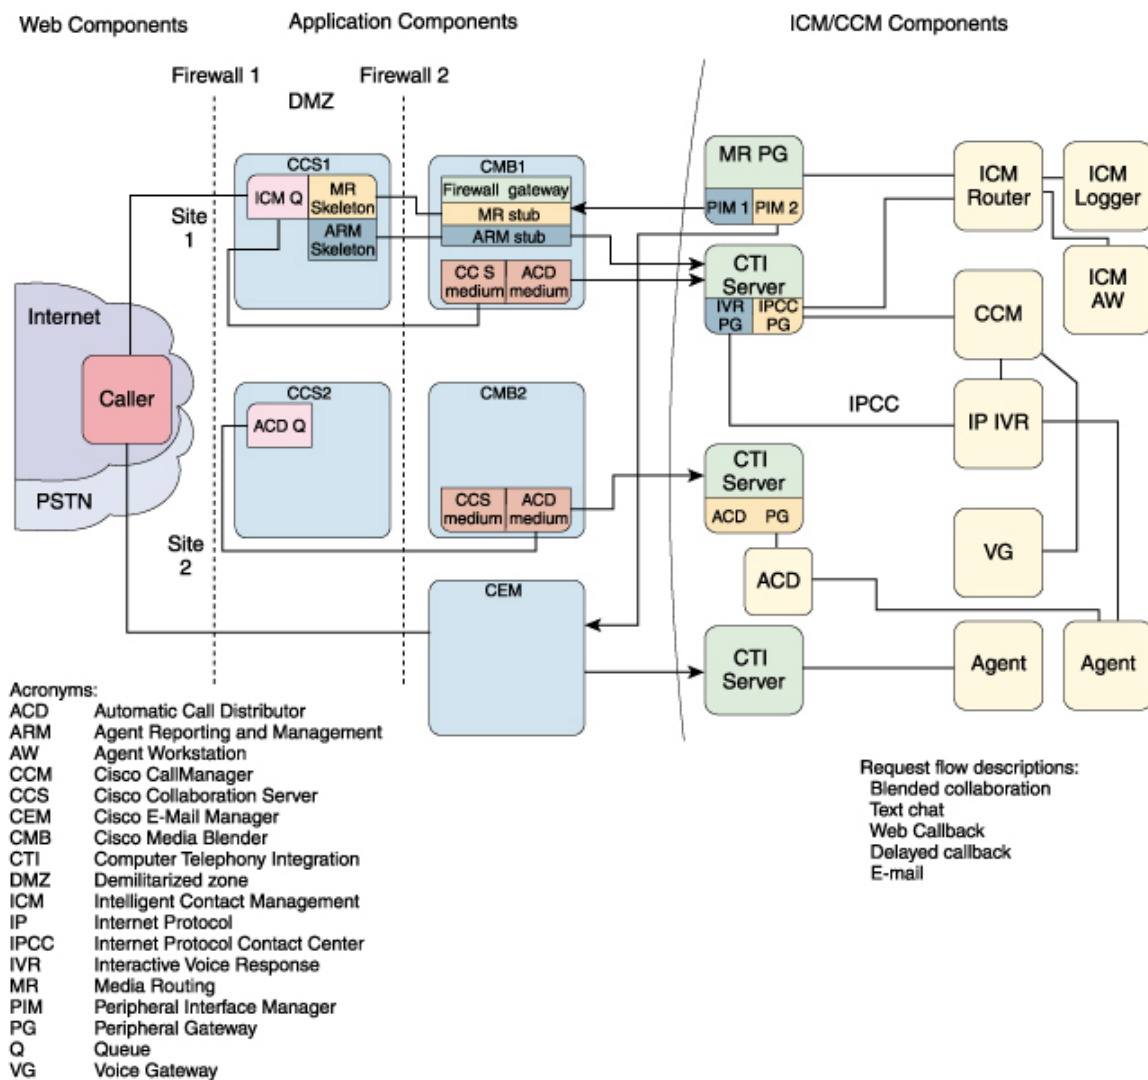 Web Components
Application Components
ICM/CCM Components
Firewall 1
Firewall 2
DMZ
CCS1
ICM Q
MR
Skeleton
ARM
Skeleton
CMB1
Firewall gateway
MR stub
ARM stub
CC S
medium
ACD
medium
MR PG
PIM 1
PIM 2
ICM
Router
ICM
Logger
Site
1
CTI
Server
IVR
PG
IPCC
PG
ICM
AW
CCM
Internet
Caller
PSTN
CCS2
ACD Q
CMB2
CCS
medium
ACD
medium
IPCC
IP IVR
CTI
Server
ACD PG
VG
Site
2
ACD
CEM
CTI
Server
Agent
Agent
Acronyms:
ACD Automatic Call Distributor
ARM Agent Reporting and Management
AW Agent Workstation
CCM Cisco CallManager
CCS Cisco Collaboration Server
CEM Cisco E-Mail Manager
CMB Cisco Media Blender
CTI Computer Telephony Integration
DMZ Demilitarized zone
ICM Intelligent Contact Management
IP Internet Protocol
IPCC Internet Protocol Contact Center
IVR Interactive Voice Response
MR Media Routing
PIM Peripheral Interface Manager
PG Peripheral Gateway
Q Queue
VG Voice Gateway
Request flow descriptions:
Blended collaboration
Text chat
Web Callback
Delayed callback
E-mail